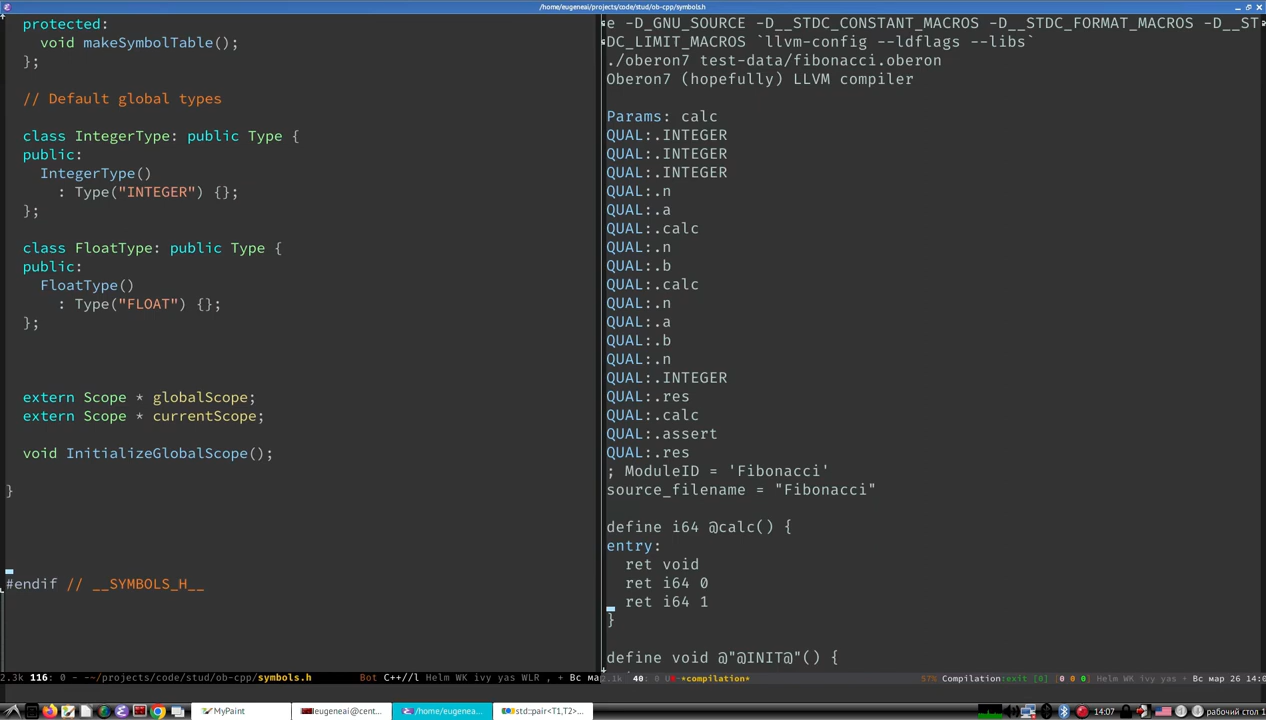 /home/eugeneai/projects/code/stud/ob-cpp/symbols.h
protected:
void makeSymbolTable();
};
// Default global types
class IntegerType: public Type {
public:
IntegerType()
: Type("INTEGER") {};
};
class FloatType: public Type {
public:
FloatType()
: Type("FLOAT") {};
};
extern Scope * globalScope;
extern Scope * currentScope;
void InitializeGlobalScope();
}
#endif // __SYMBOLS_H__
2.3k 116: 0 - ~~/projects/code/stud/ob-cpp/symbols.h Bot C++//l Helm WK ivy yas WLR , + Вс ма
e -D_GNU_SOURCE -D__STDC_CONSTANT_MACROS -D__STDC_FORMAT_MACROS -D__ST
DC_LIMIT_MACROS `llvm-config --ldflags --libs`
./oberon7 test-data/fibonacci.oberon
Oberon7 (hopefully) LLVM compiler
Params: calc
QUAL:.INTEGER
QUAL:.INTEGER
QUAL:.INTEGER
QUAL:.n
QUAL:.a
QUAL:.calc
QUAL:.n
QUAL:.b
QUAL:.calc
QUAL:.n
QUAL:.a
QUAL:.b
QUAL:.n
QUAL:.INTEGER
QUAL:.res
QUAL:.calc
QUAL:.assert
QUAL:.res
; ModuleID = 'Fibonacci'
source_filename = "Fibonacci"
define i64 @calc() {
entry:
ret void
ret i64 0
ret i64 1
}
define void @"@INIT@"() {
2.1k 40: 0 *compilation* 57% Compilation:exit [0] [0 0 0] Helm WK ivy yas + Вс мар 26 14:0
MyPaint
eugeneai@cent...
/home/eugenea...
std::pair<T1,T2>...
14:07
рабочий стол 1